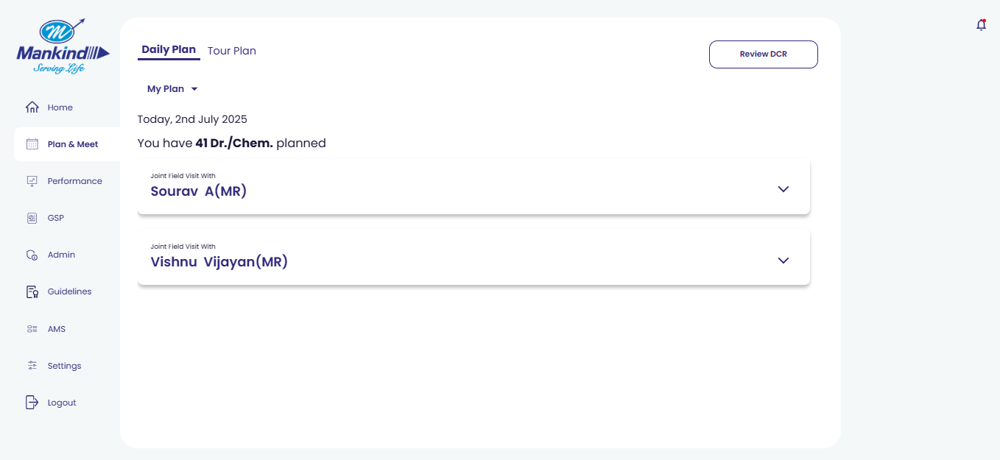 Mankind
Serving Life
Home
Plan & Meet
Performance
GSP
Admin
Guidelines
AMS
Settings
Logout
Daily Plan
Tour Plan
Review DCR
My Plan
Today, 2nd July 2025
You have 41 Dr./Chem. planned
Joint Field Visit With
Sourav A(MR)
Joint Field Visit With
Vishnu Vijayan(MR)